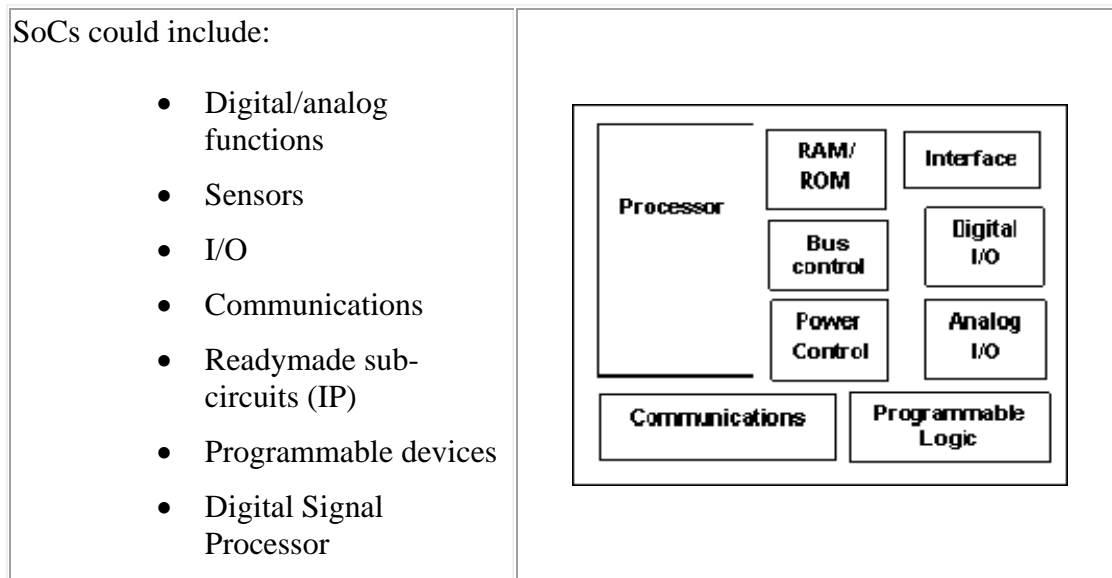 SoCs could include:
• Digital/analog
functions
• Sensors
• I/O
• Communications
• Readymade sub-
circuits (IP)
• Programmable devices
• Digital Signal
Processor
Processor
RAM/
ROM
Interface
Bus
control
Digital
I/O
Power
Control
Analog
I/O
Communications
Programmable
Logic